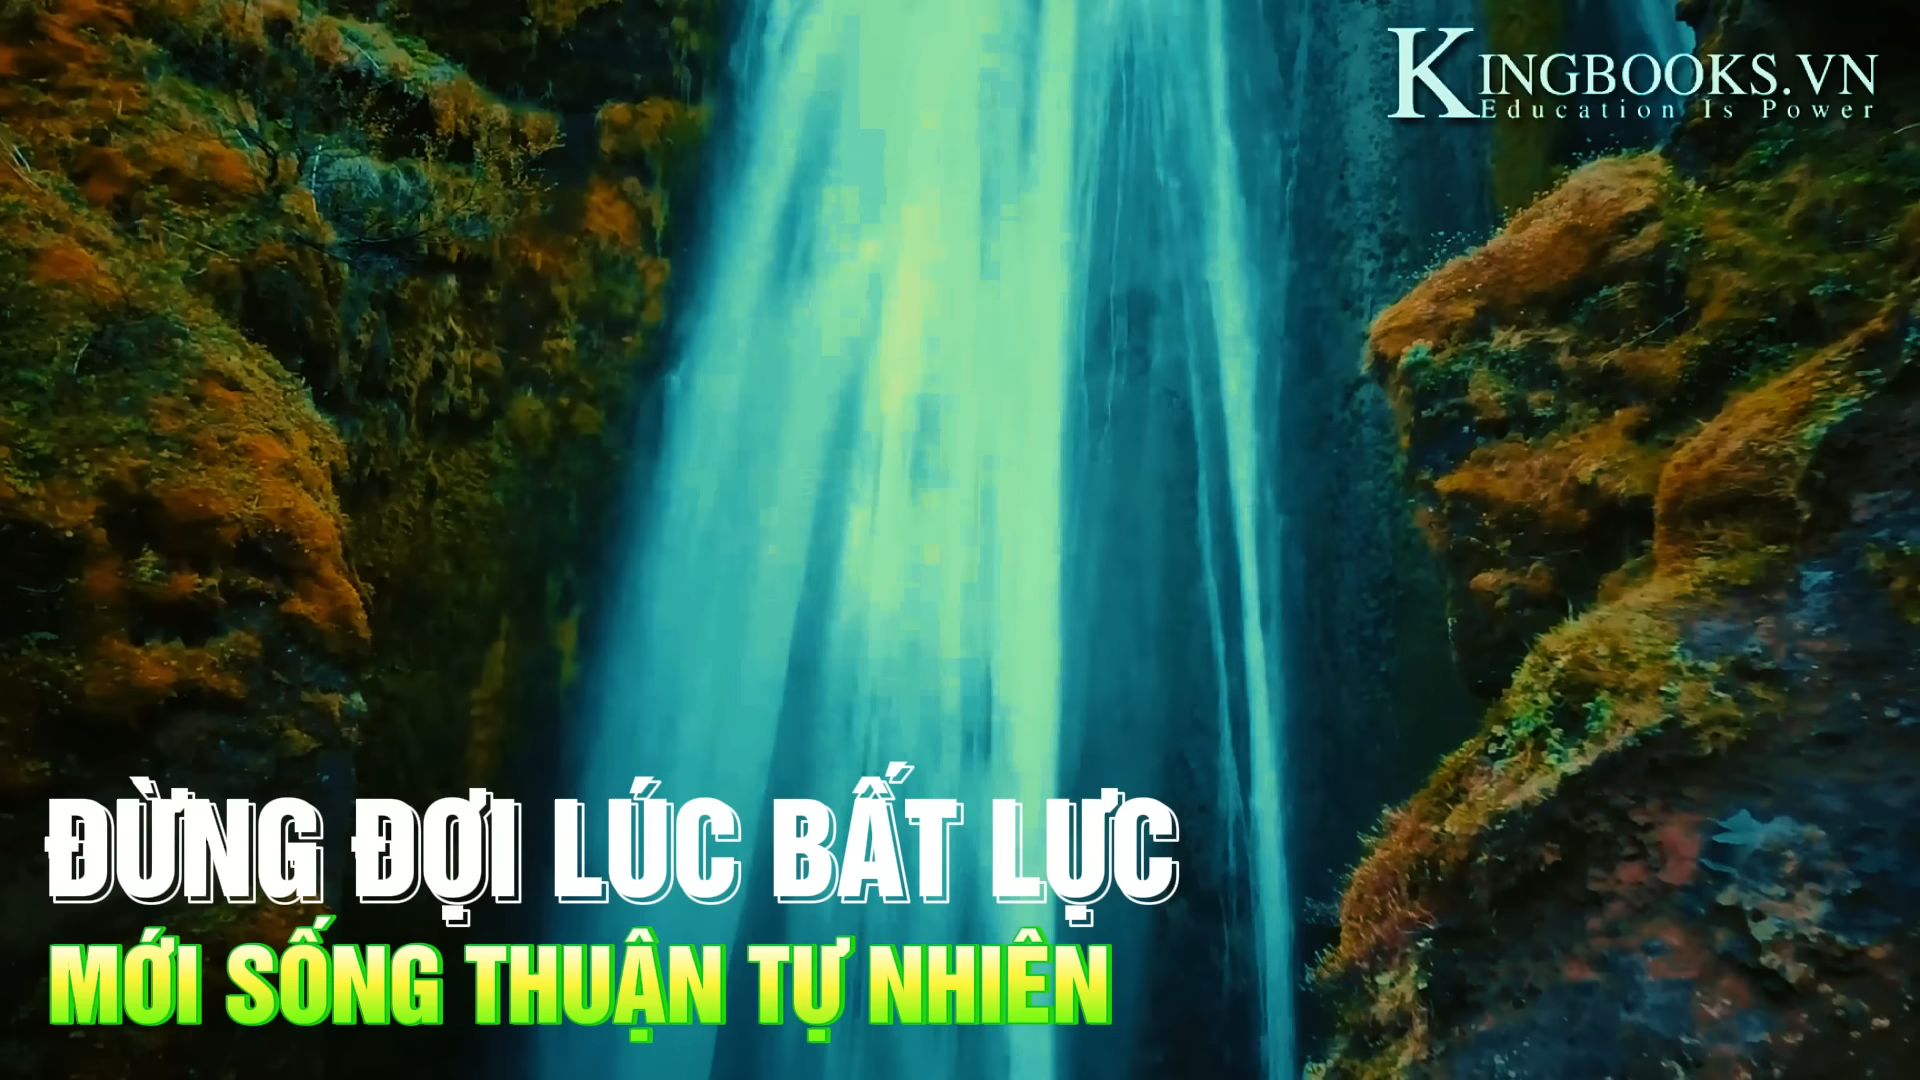 KINGBOOKS.VN
Education Is Power
ĐỪNG ĐỢI LÚC BẤT LỰC
MỚI SỐNG THUẬN TỰ NHIÊN